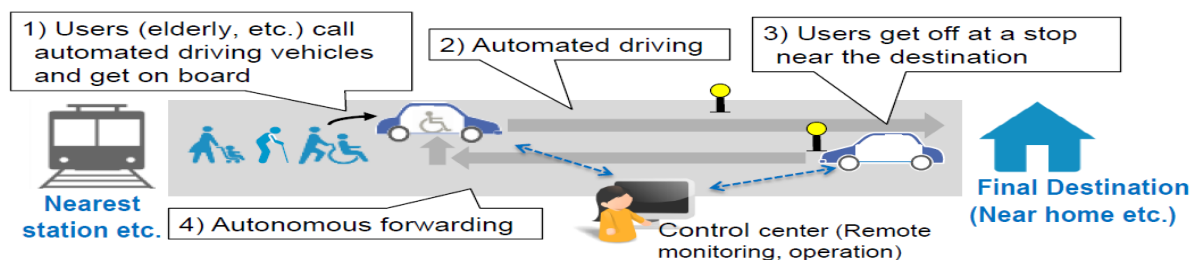 1) Users (elderly, etc.) call
automated driving vehicles
and get on board
2) Automated driving
3) Users get off at a stop
near the destination
Nearest
station etc.
4) Autonomous forwarding
Control center (Remote
monitoring, operation)
Final Destination
(Near home etc.)